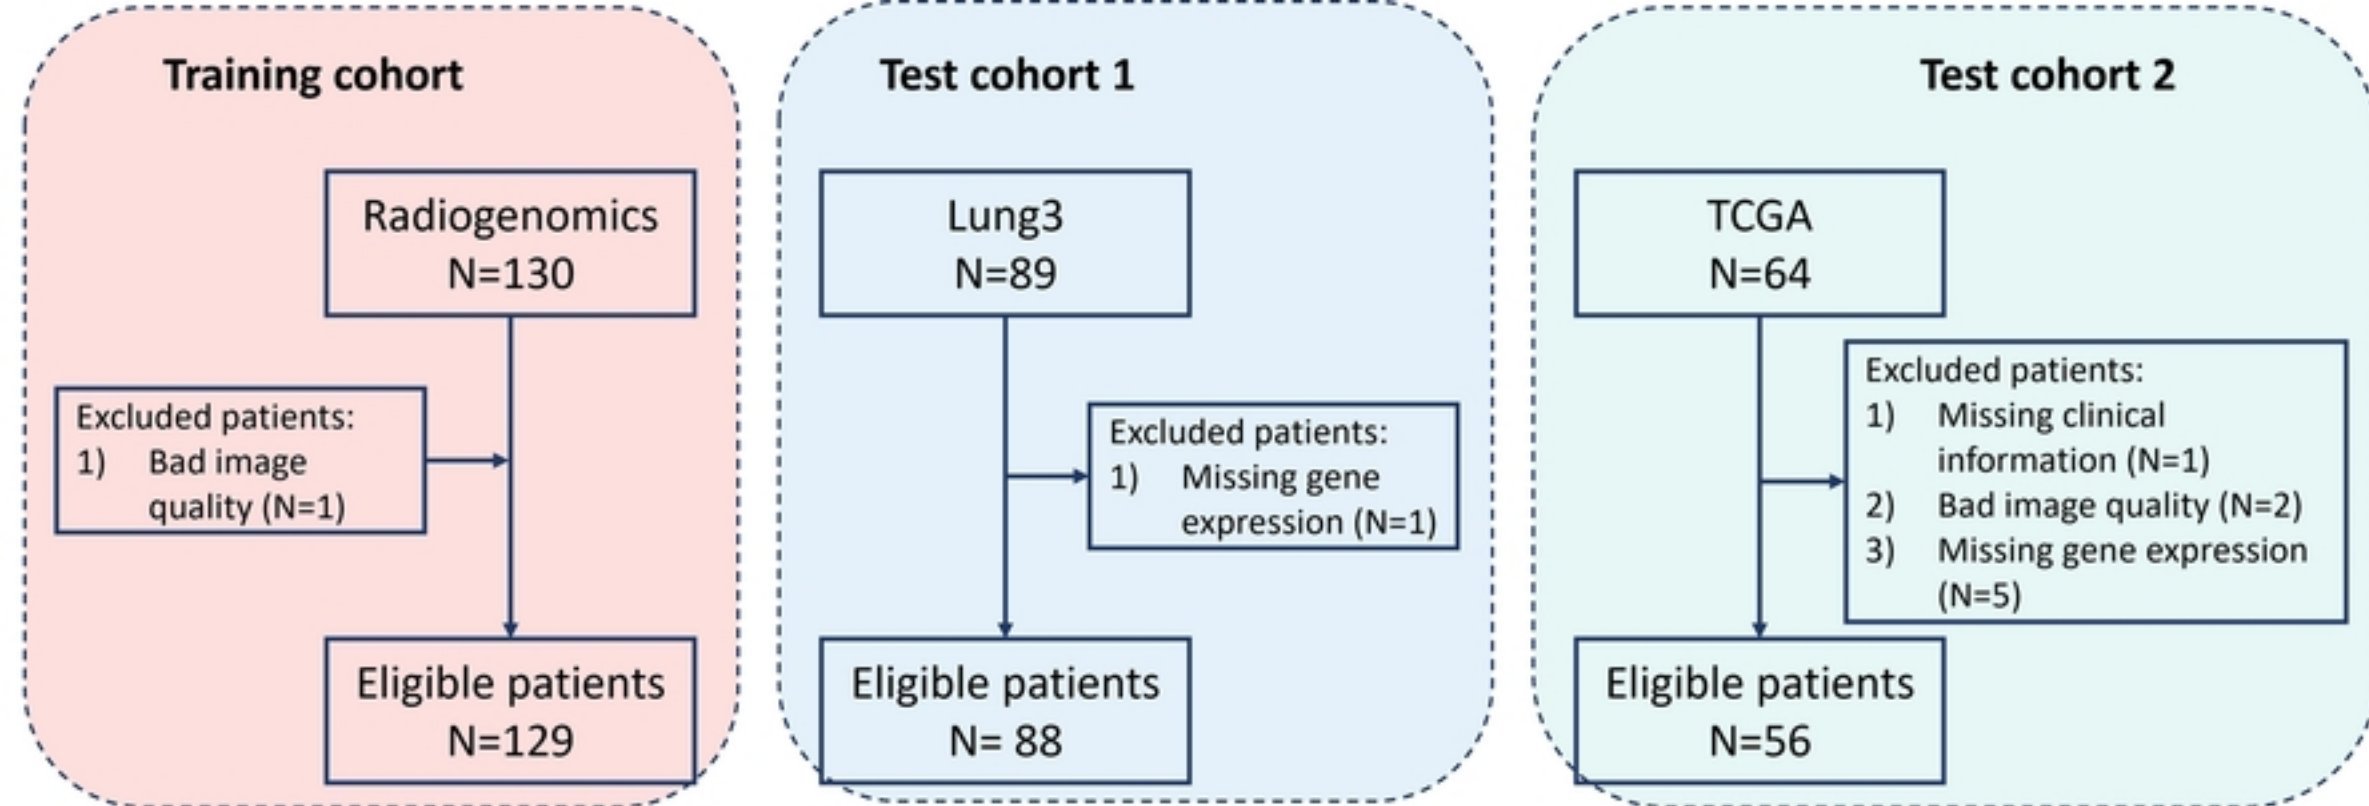 Training cohort
Radiogenomics
N=130
Excluded patients:
1) Bad image
quality (N=1)
Eligible patients
N=129
Test cohort 1
Lung3
N=89
Excluded patients:
1) Missing gene
expression (N=1)
Eligible patients
N= 88
Test cohort 2
TCGA
N=64
Excluded patients:
1) Missing clinical
information (N=1)
2) Bad image quality (N=2)
3) Missing gene expression
(N=5)
Eligible patients
N=56